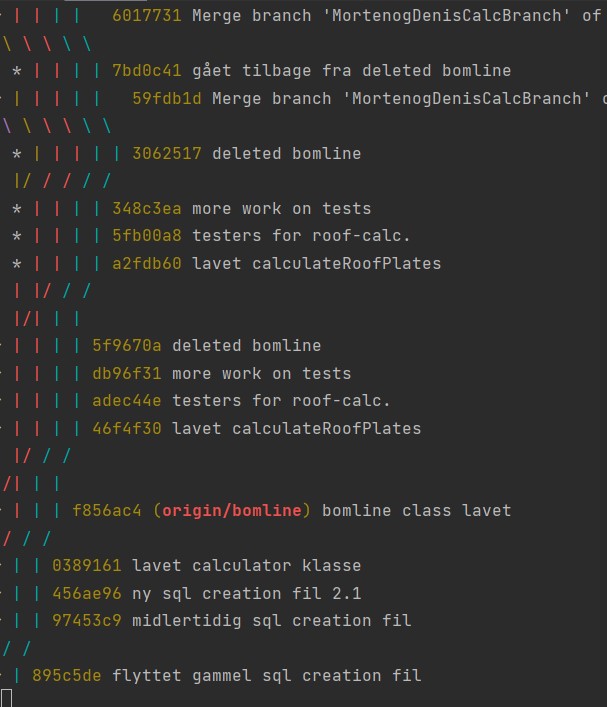 6017731 Merge branch 'MortenogDenisCalcBranch' of
* 7bd0c41 gået tilbage fra deleted bomline
59fdb1d Merge branch 'MortenogDenisCalcBranch'
* 3062517 deleted bomline
* 348c3ea more work on tests
* 5fb00a8 testers for roof-calc.
* a2fdb60 lavet calculateRoofPlates
5f9670a deleted bomline
db96f31 more work on tests
adec44e testers for roof-calc.
46f4f30 lavet calculateRoofPlates
f856ac4 (origin/bomline) bomline class lavet
0389161 lavet calculator klasse
456ae96 ny sql creation fil 2.1
97453c9 midlertidig sql creation fil
895c5de flyttet gammel sql creation fil